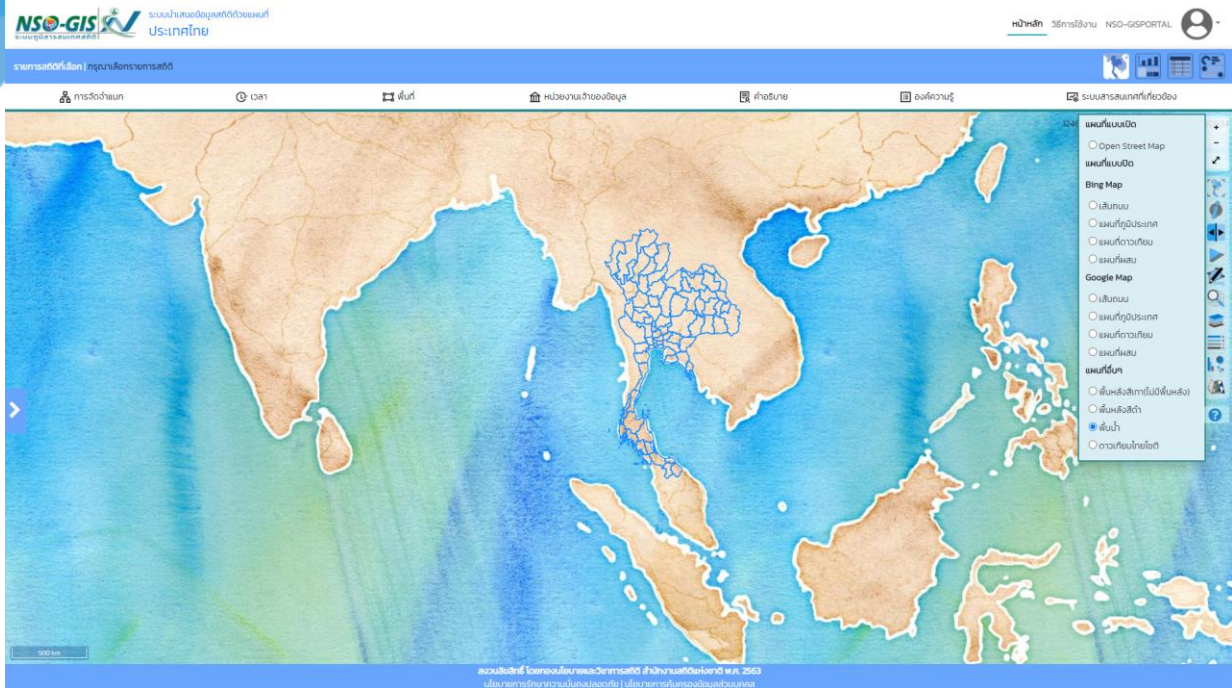 NSO-GIS
ระบบภูมิสารสนเทศสถิติ
ระบบนำเสนอข้อมูลสถิติด้วยแผนที่
ประเทศไทย
หน้าหลัก วิธีการใช้งาน NSO-GISPORTAL
รายการสถิติที่เลือก | กรุณาเลือกรายการสถิติ
การจัดจำแนก เวลา พื้นที่ หน่วยงานเจ้าของข้อมูล คำอธิบาย องค์ความรู้ ระบบสารสนเทศที่เกี่ยวข้อง
แผนที่แบบเปิด
Open Street Map
แผนที่แบบปิด
Bing Map
เส้นถนน
แผนที่ภูมิประเทศ
แผนที่ดาวเทียม
แผนที่ผสม
Google Map
เส้นถนน
แผนที่ภูมิประเทศ
แผนที่ดาวเทียม
แผนที่ผสม
แผนที่อื่นๆ
พื้นหลังสีเทา(ไม่มีพื้นหลัง)
พื้นหลังสีดำ
พื้นน้ำ
ดาวเทียมไทยโชติ
500 km
สงวนลิขสิทธิ์ โดยกองนโยบายและวิชาการสถิติ สำนักงานสถิติแห่งชาติ พ.ศ. 2563
นโยบายการรักษาความมั่นคงปลอดภัย | นโยบายการคุ้มครองข้อมูลส่วนบุคคล